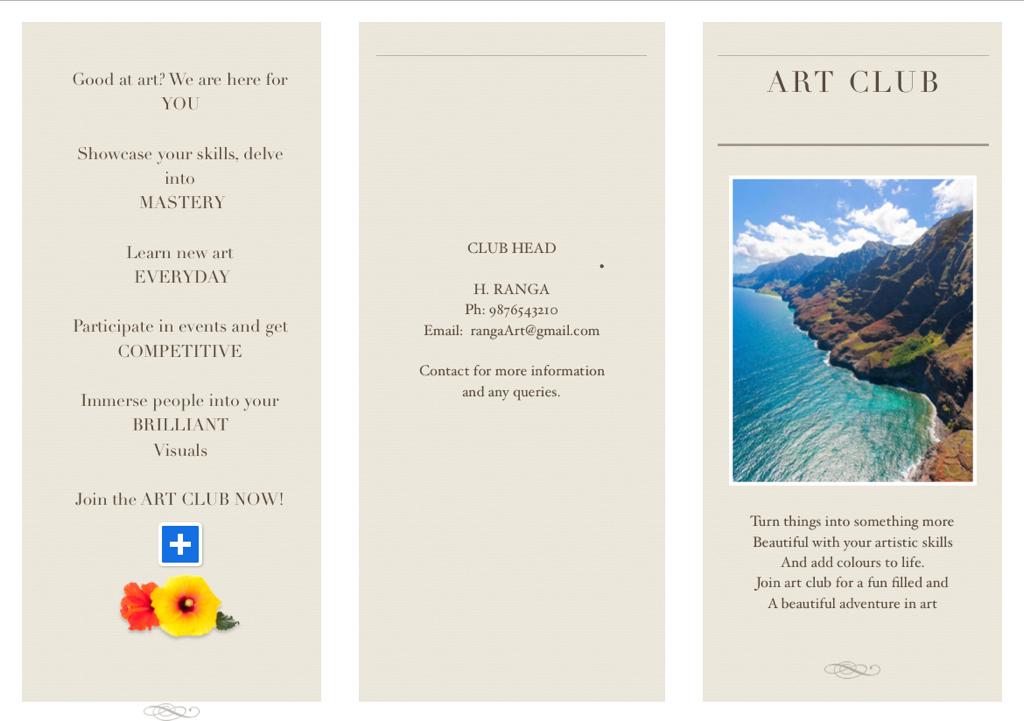 Good at art? We are here for
YOU
Showcase your skills, delve
into
MASTERY
Learn new art
EVERYDAY
Participate in events and get
COMPETITIVE
Immerse people into your
BRILLIANT
Visuals
Join the ART CLUB NOW!
CLUB HEAD
H. RANGA
Ph: 9876543210
Email: rangaArt@gmail.com
Contact for more information
and any queries.
ART CLUB
Turn things into something more
Beautiful with your artistic skills
And add colours to life.
Join art club for a fun filled and
A beautiful adventure in art